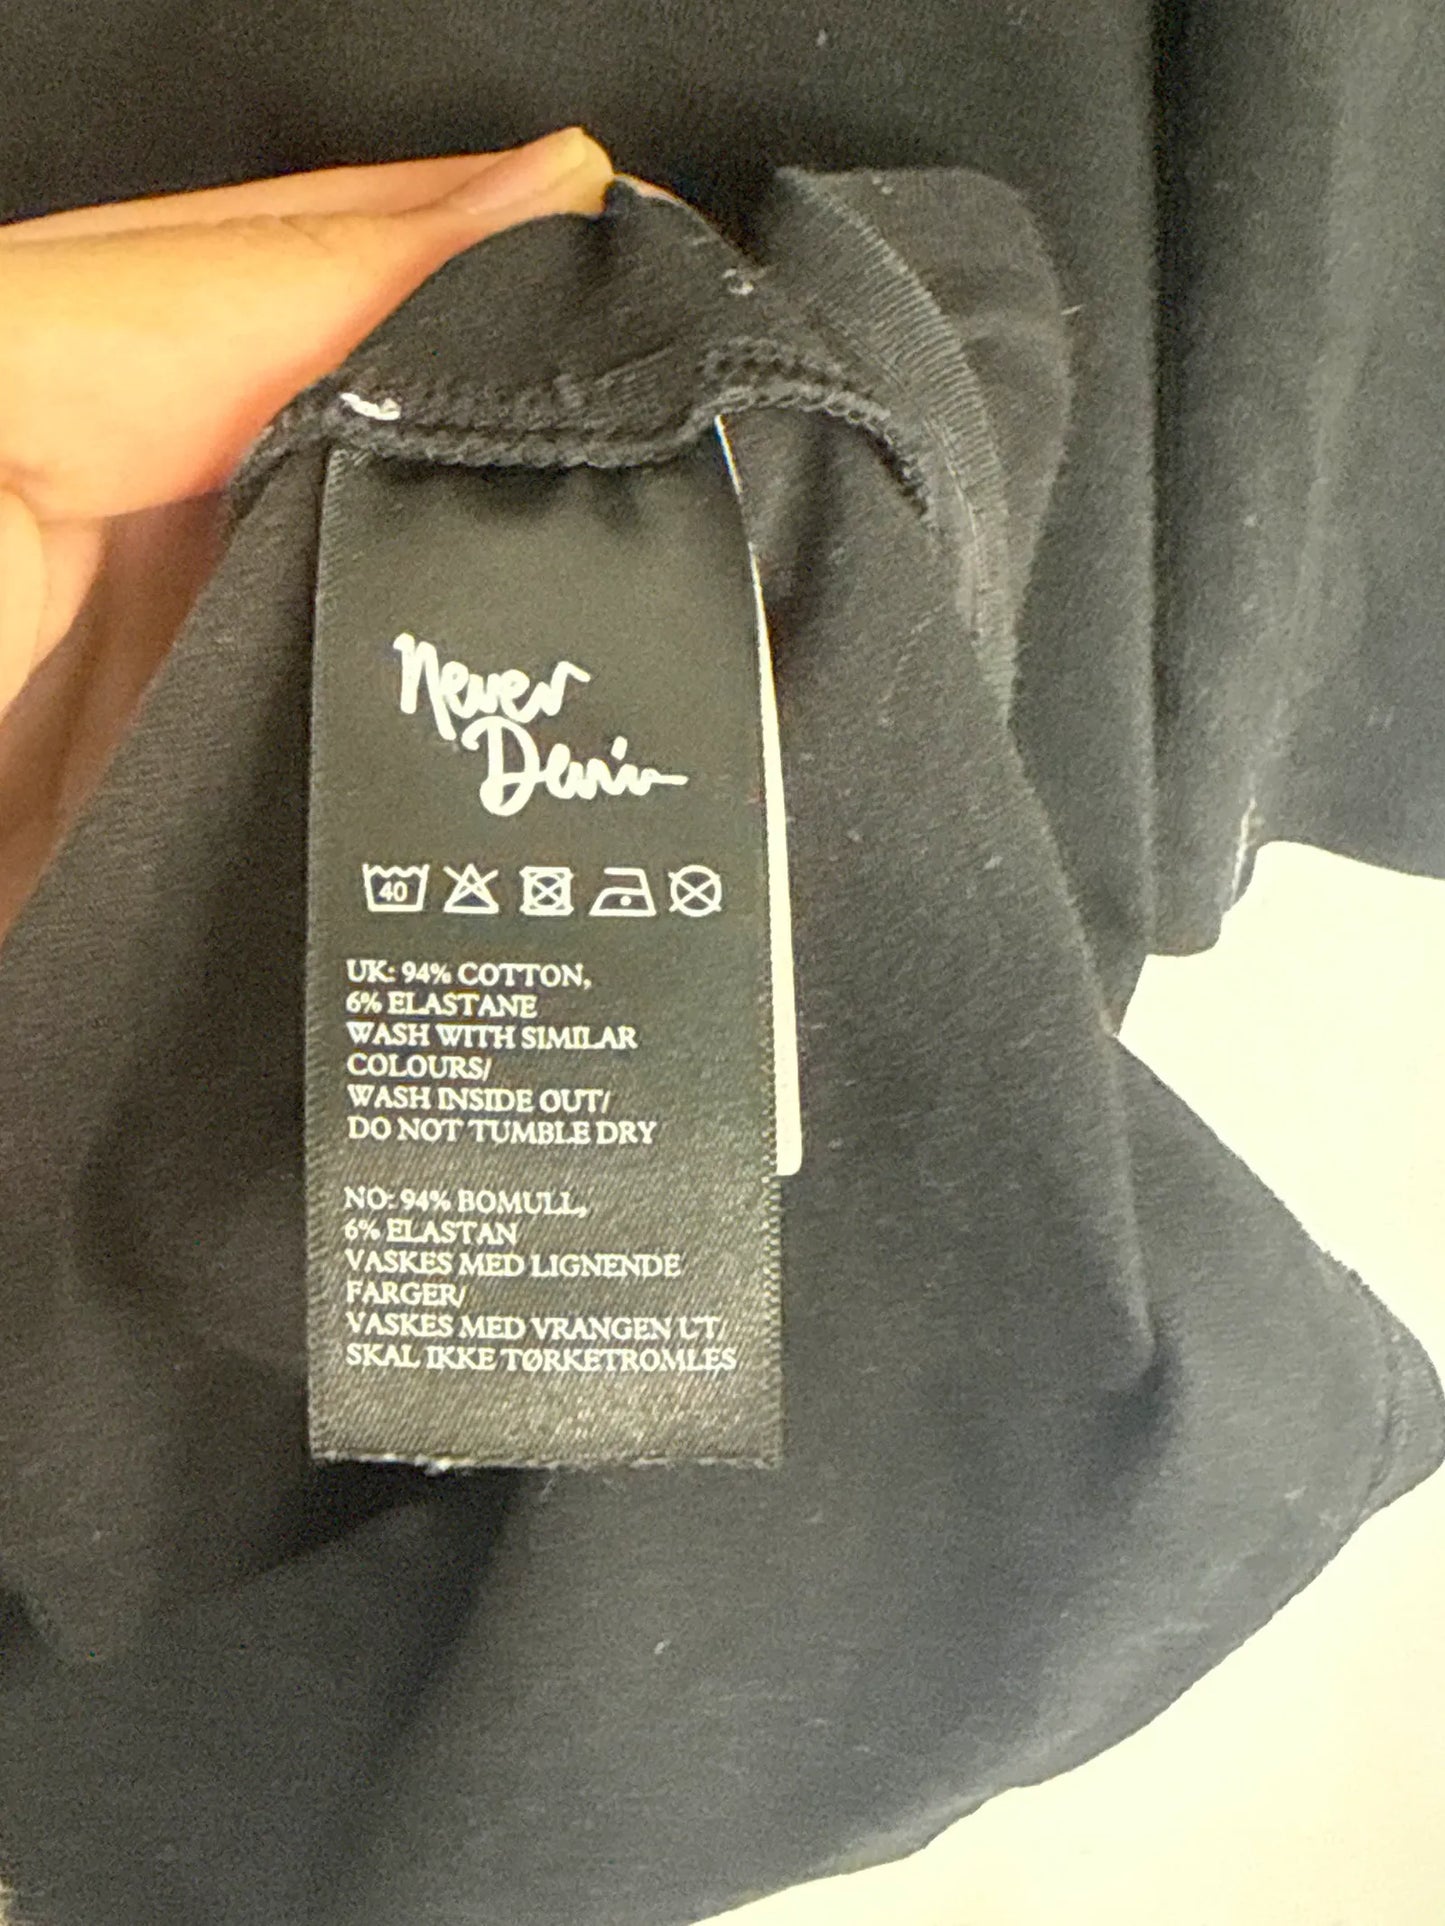 Never
Denim
40
UK: 94% COTTON,
6% ELASTANE
WASH WITH SIMILAR
COLOURS/
WASH INSIDE OUT/
DO NOT TUMBLE DRY
NO: 94% BOMULL,
6% ELASTAN
VASKES MED LIGNENDE
FARGER/
VASKES MED VRANGEN UT/
SKAL IKKE TØRKETROMLES